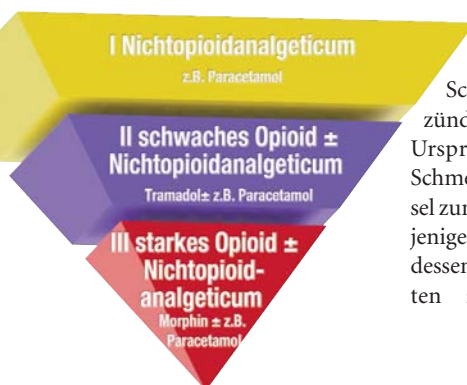 I Nichtopioidanalgeticum
z.B. Paracetamol
II schwaches Opioid ±
Nichtopioidanalgeticum
Tramadol± z.B. Paracetamol
III starkes Opioid ±
Nichtopioid-
analgeticum
Morphin ± z.B.
Paracetamol
Sc
zünd
Urspr
Schme
sel zur
jenige
dessen
ten